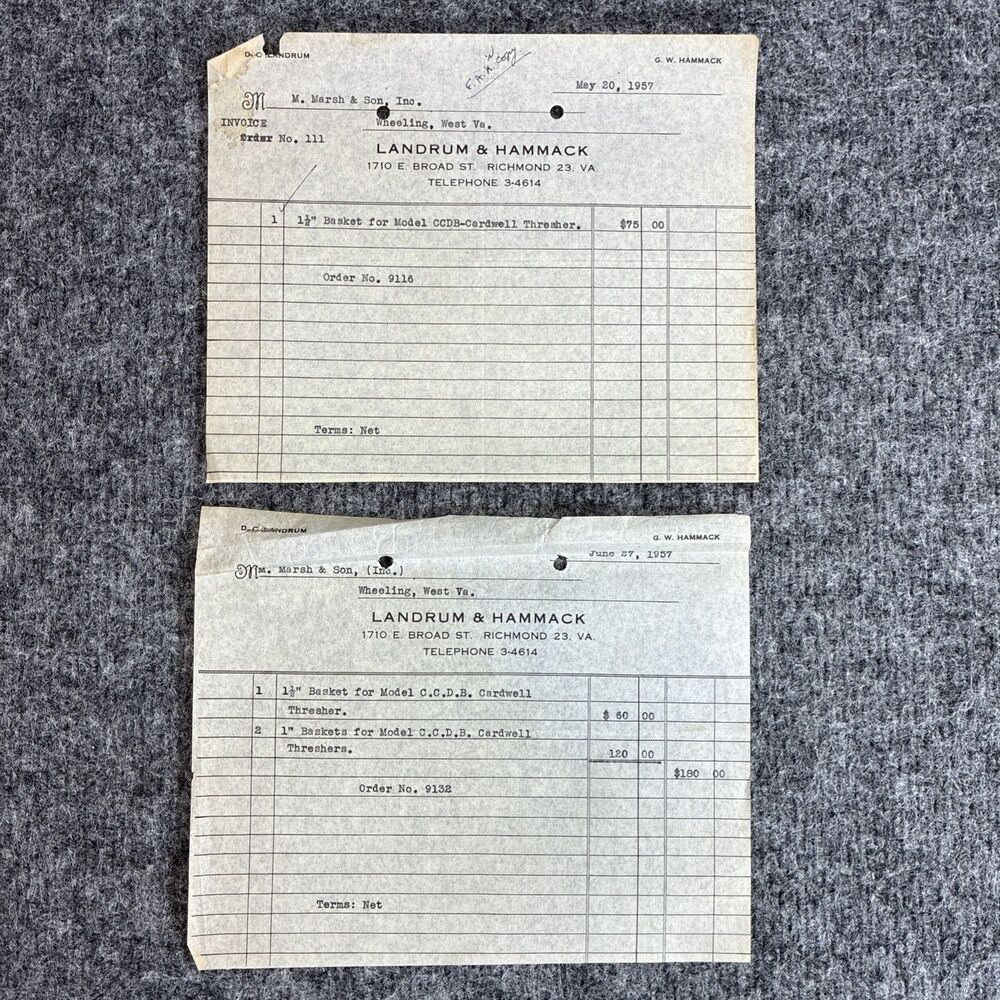 D. C. LANDRUM
G. W. HAMMACK
F.A.M. copy
May 20, 1957
M M. Marsh & Son, Inc.
INVOICE
Wheeling, West Va.
Order No. 111
LANDRUM & HAMMACK
1710 E. BROAD ST. RICHMOND 23, VA.
TELEPHONE 3-4614
1 1½" Basket for Model CCDB-Cardwell Thresher. $75 00
Order No. 9116
Terms: Net
D. C. LANDRUM
G. W. HAMMACK
June 27, 1957
M M. Marsh & Son, (Inc.)
Wheeling, West Va.
LANDRUM & HAMMACK
1710 E. BROAD ST. RICHMOND 23, VA.
TELEPHONE 3-4614
1 1½" Basket for Model C.C.D.B. Cardwell
Thresher. $ 60 00
2 1" Baskets for Model C.C.D.B. Cardwell
Threshers. 120 00
$180 00
Order No. 9132
Terms: Net